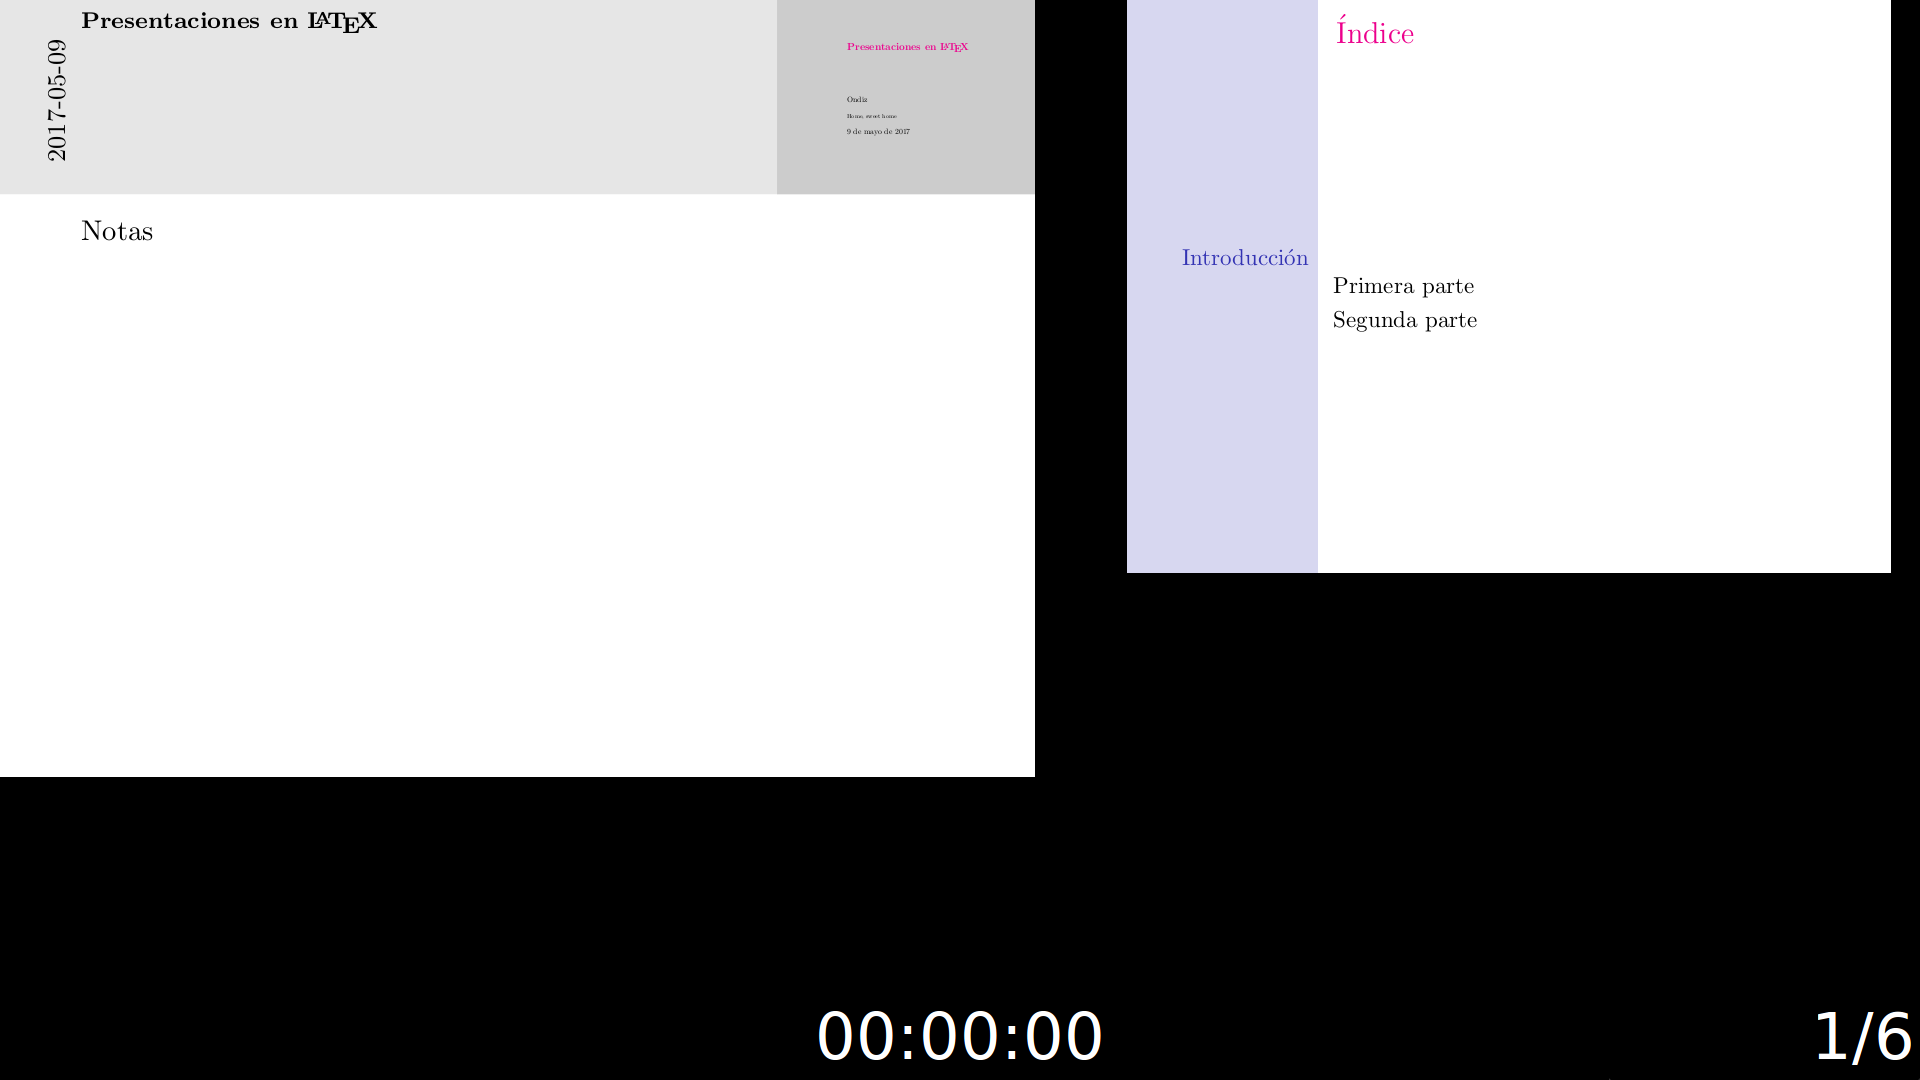 Presentaciones en LATEX
2017-05-09
Presentaciones en LATEX
Ondiz
Home, sweet home
9 de mayo de 2017
Notas
Índice
Introducción
Primera parte
Segunda parte
00:00:00
1/6